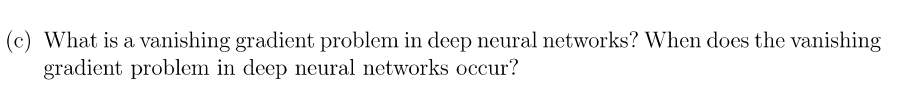 (c) What is a vanishing gradient problem in deep neural networks? When does the vanishing
gradient problem in deep neural networks occur?